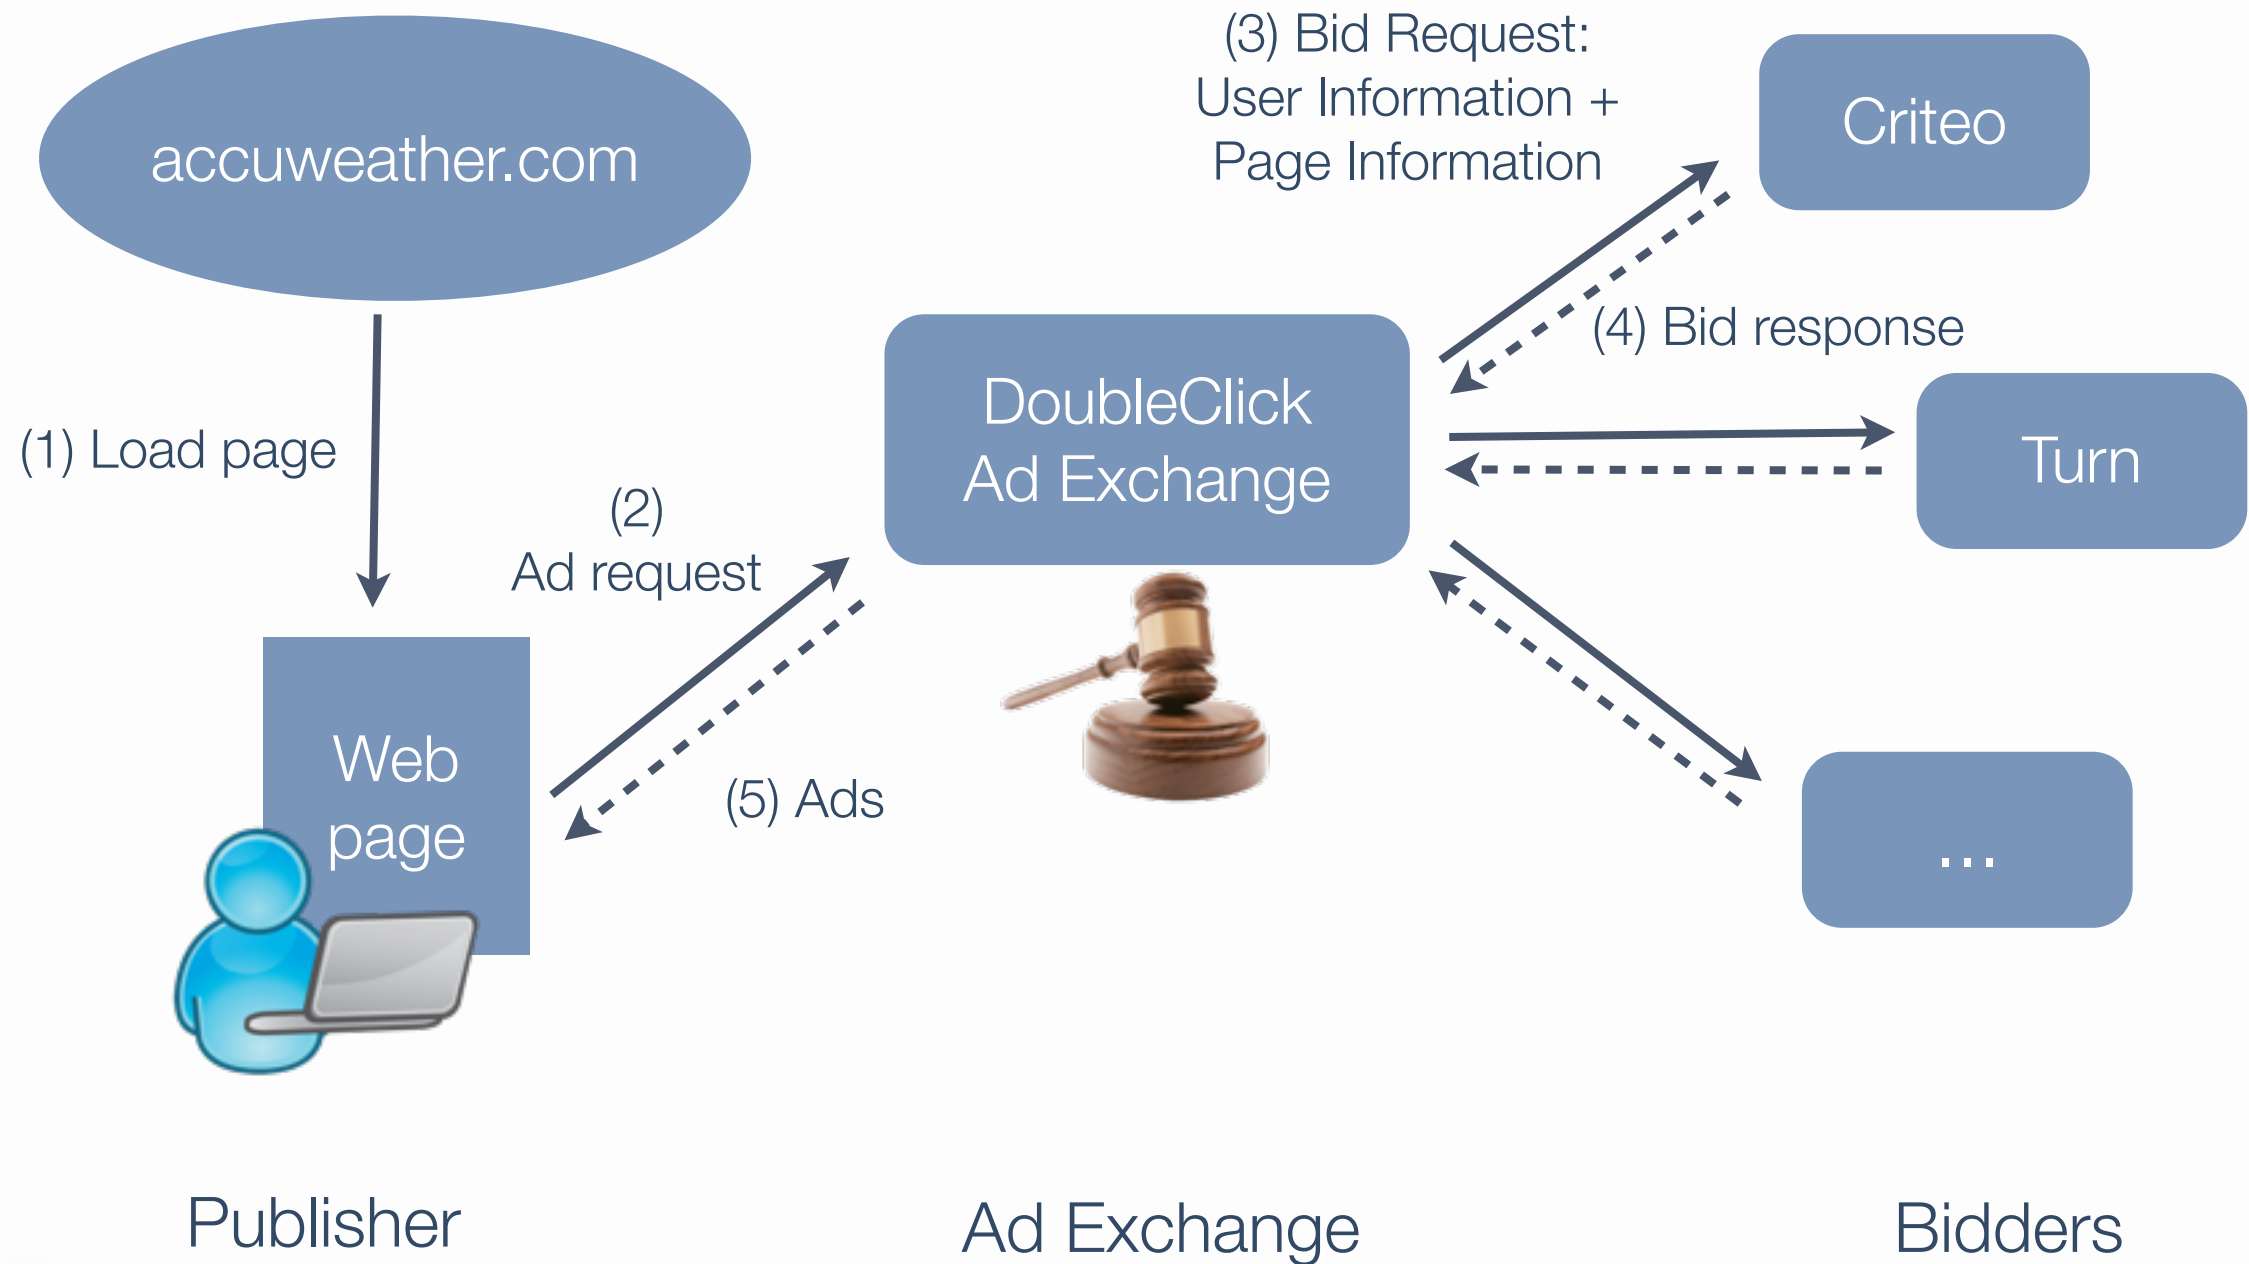 accuweather.com
(1) Load page
Web
page
(2)
Ad request
(5) Ads
DoubleClick
Ad Exchange
(3) Bid Request:
User Information +
Page Information
Criteo
(4) Bid response
Turn
...
Publisher
Ad Exchange
Bidders